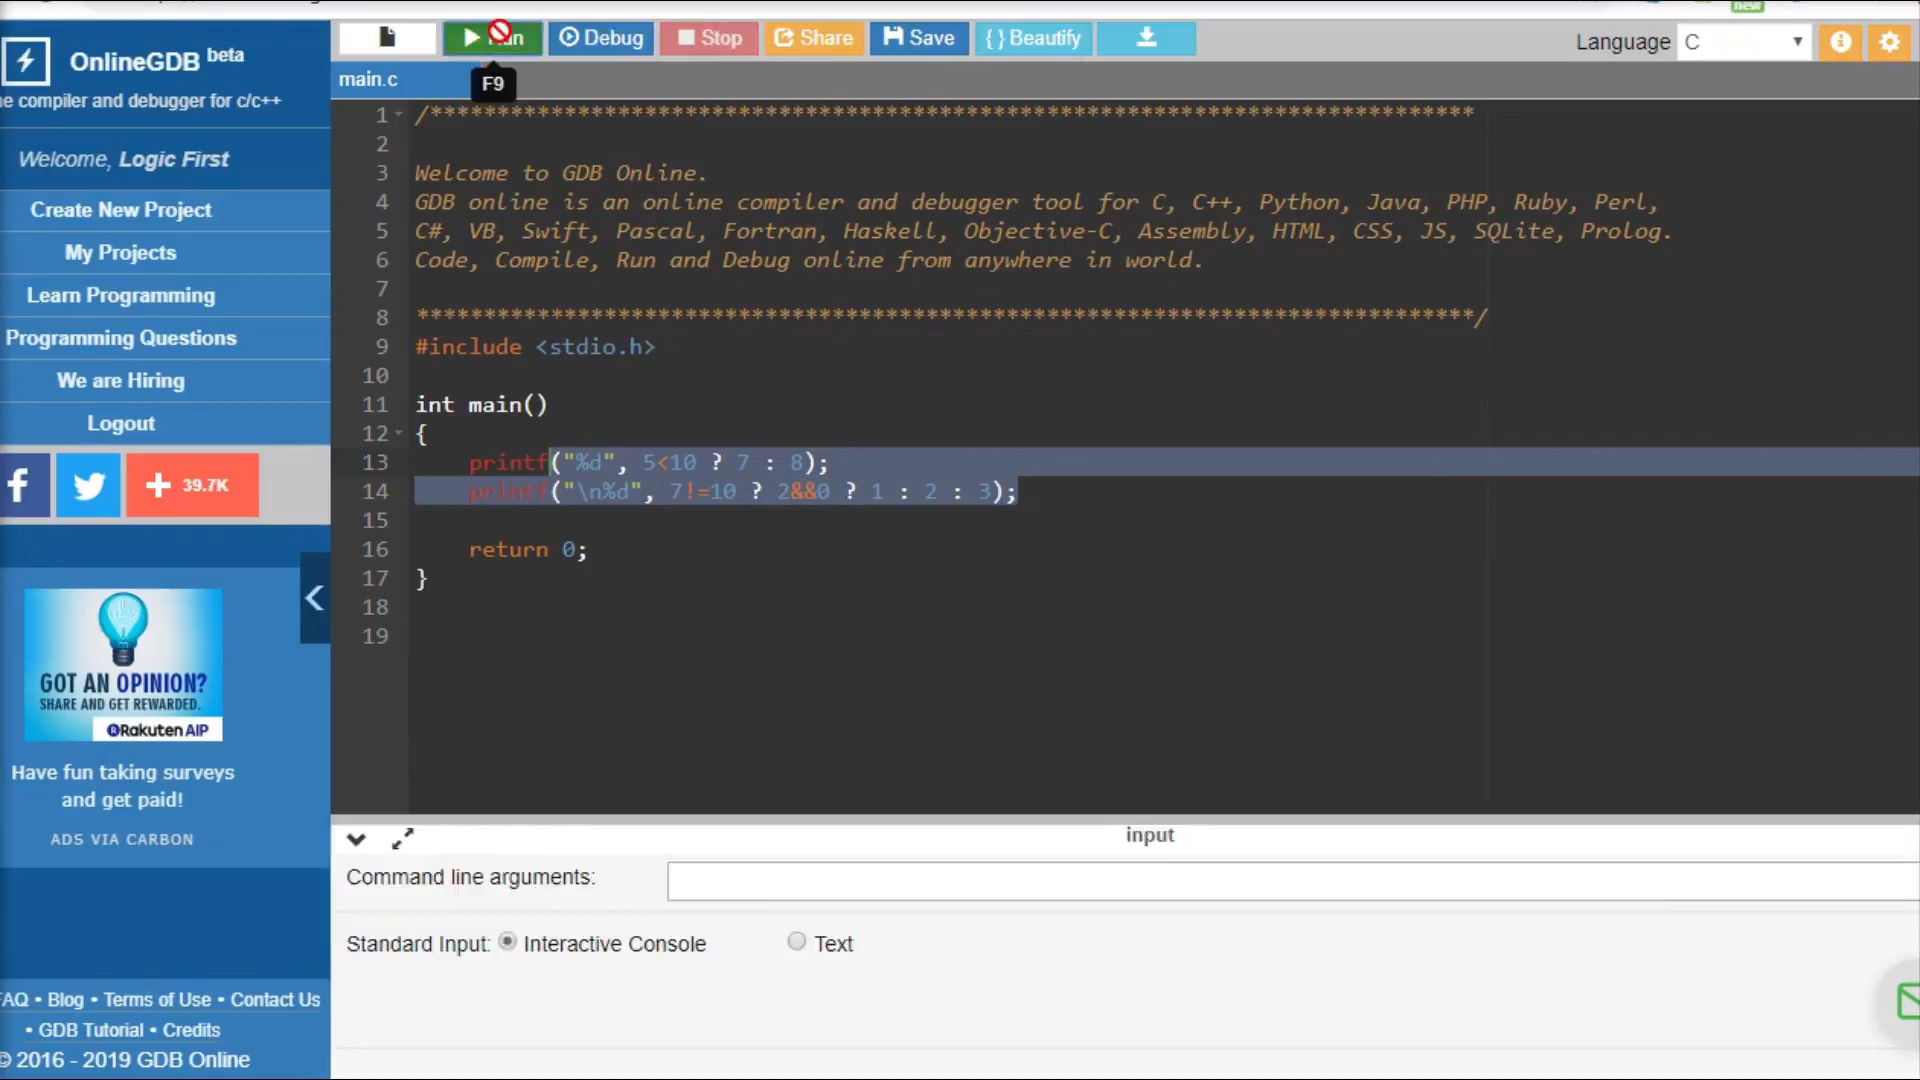 new
OnlineGDB beta
e compiler and debugger for c/c++
Welcome, Logic First
Create New Project
My Projects
Learn Programming
Programming Questions
We are Hiring
Logout
39.7K
GOT AN OPINION?
SHARE AND GET REWARDED.
Rakuten AIP
Have fun taking surveys
and get paid!
ADS VIA CARBON
FAQ • Blog • Terms of Use • Contact Us
• GDB Tutorial • Credits
© 2016 - 2019 GDB Online
Debug Stop Share Save { } Beautify Language C
main.c
F9
1 /******************************************************************************
2
3 Welcome to GDB Online.
4 GDB online is an online compiler and debugger tool for C, C++, Python, Java, PHP, Ruby, Perl,
5 C#, VB, Swift, Pascal, Fortran, Haskell, Objective-C, Assembly, HTML, CSS, JS, SQLite, Prolog.
6 Code, Compile, Run and Debug online from anywhere in world.
7
8 *******************************************************************************/
9 #include <stdio.h>
10
11 int main()
12 {
13 printf("%d", 5<10 ? 7 : 8);
14 printf("\n%d", 7!=10 ? 2&&0 ? 1 : 2 : 3);
15
16 return 0;
17 }
18
19
input
Command line arguments:
Standard Input: Interactive Console Text